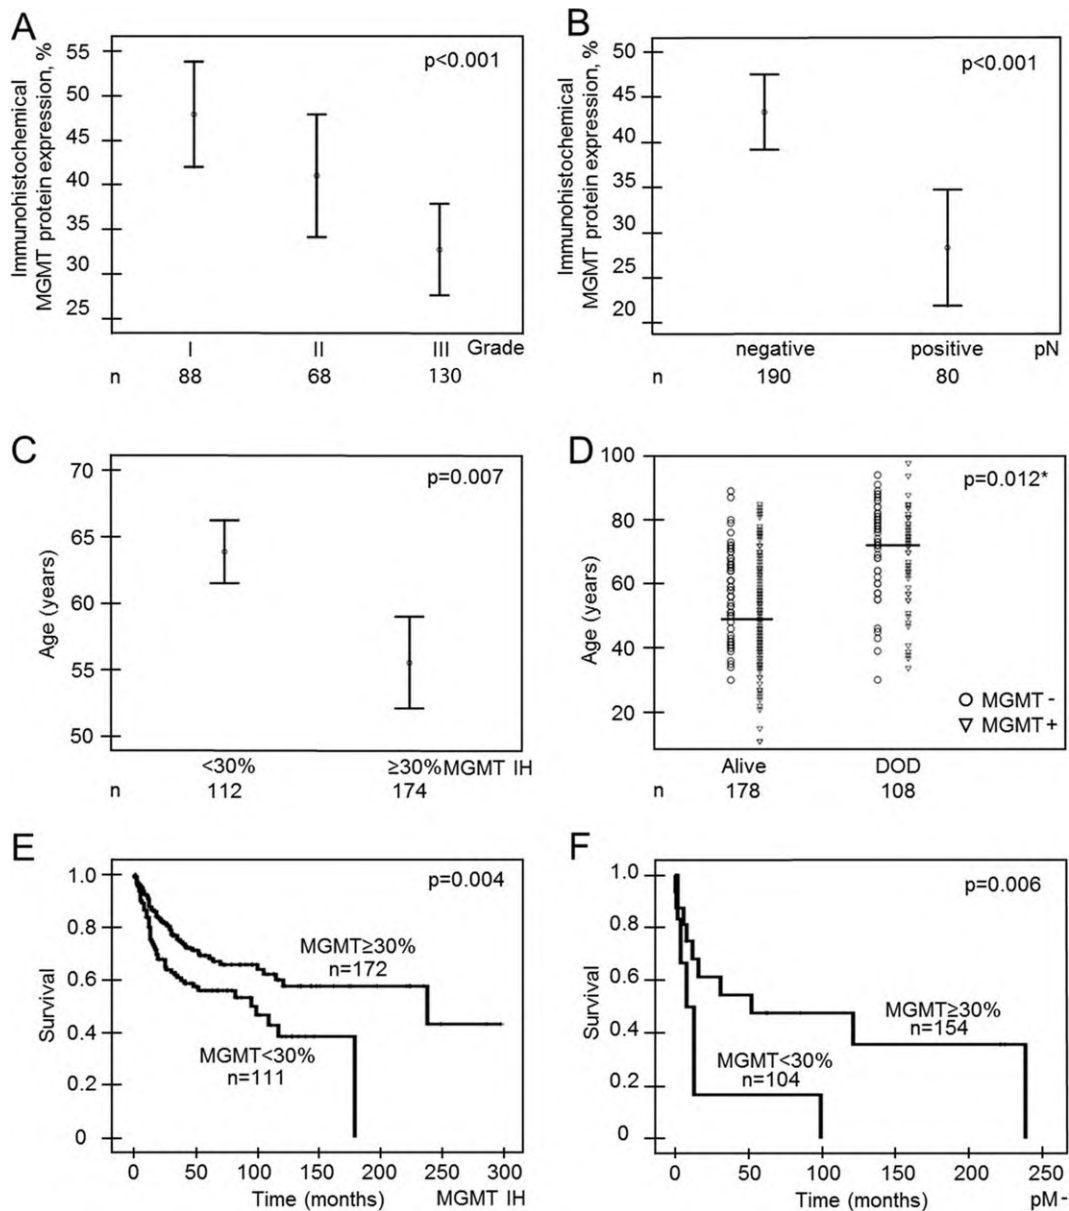 A
Immunohistochemical
MGMT protein expression, %
55
50
45
40
35
30
25
p<0.001
I II III Grade
n 88 68 130
B
Immunohistochemical
MGMT protein expression, %
50
45
40
35
30
25
20
p<0.001
negative positive pN
n 190 80
C
Age (years)
70
65
60
55
50
p=0.007
<30% ≥30% MGMT IH
n 112 174
D
Age (years)
100
80
60
40
20
p=0.012*
MGMT -
MGMT +
Alive DOD
n 178 108
E
Survival
1.0
0.8
0.6
0.4
0.2
0
p=0.004
MGMT≥30%
n=172
MGMT<30%
n=111
0 50 100 150 200 250 300
Time (months) MGMT IH
F
Survival
1.0
0.8
0.6
0.4
0.2
0
p=0.006
MGMT≥30%
n=154
MGMT<30%
n=104
0 50 100 150 200 250
Time (months) pM -